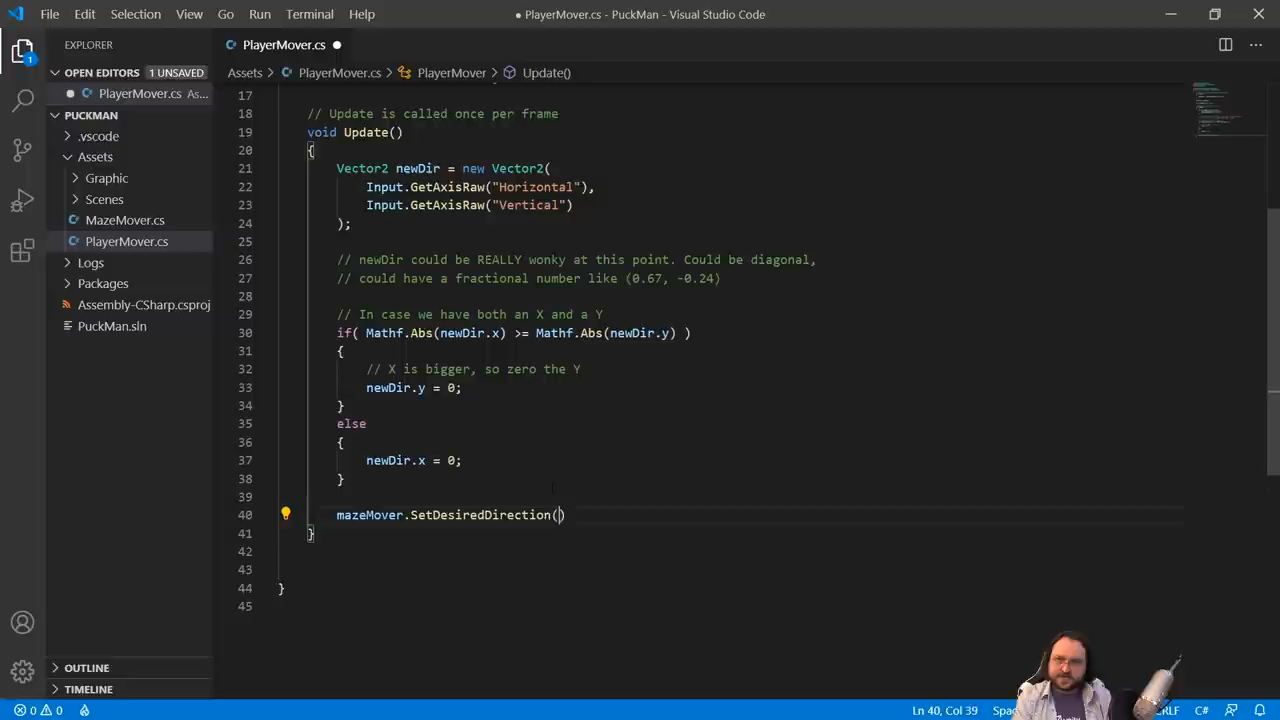 File Edit Selection View Go Run Terminal Help
● PlayerMover.cs - PuckMan - Visual Studio Code
EXPLORER
PlayerMover.cs
OPEN EDITORS 1 UNSAVED
Assets > PlayerMover.cs > PlayerMover > Update()
PlayerMover.cs As...
PUCKMAN
.vscode
Assets
Graphic
Scenes
MazeMover.cs
PlayerMover.cs
Logs
Packages
Assembly-CSharp.csproj
PuckMan.sln
OUTLINE
TIMELINE
1
17
18 // Update is called once per frame
19 void Update()
20 {
21 Vector2 newDir = new Vector2(
22 Input.GetAxisRaw("Horizontal"),
23 Input.GetAxisRaw("Vertical")
24 );
25
26 // newDir could be REALLY wonky at this point. Could be diagonal,
27 // could have a fractional number like (0.67, -0.24)
28
29 // In case we have both an X and a Y
30 if( Mathf.Abs(newDir.x) >= Mathf.Abs(newDir.y) )
31 {
32 // X is bigger, so zero the Y
33 newDir.y = 0;
34 }
35 else
36 {
37 newDir.x = 0;
38 }
39
40 mazeMover.SetDesiredDirection()
41 }
42
43
44 }
45
0 0 Ln 40, Col 39 CRLF C#